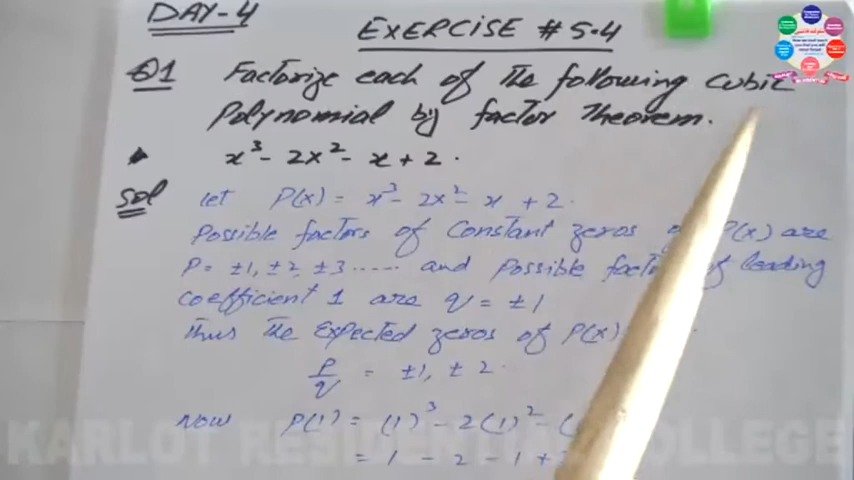 DAY-4
EXERCISE # 5.4
Q1 Factorize each of the following Cubic
Polynomial by factor Theorem.
x³ - 2x² - x + 2.
Sol let P(x) = x³ - 2x² - x + 2.
Possible factors of Constant zeros P(x) are
P = ±1, ±2, ±3 ...... and Possible of leading
coefficient 1 are q = ±1
Thus the Expected zeros of P(x)
P/q = ±1, ±2.
Now P(1) = (1)³ - 2(1)² - (
= 1 - 2 - 1 +
KARLOT RESIDENTIAL COLLEGE